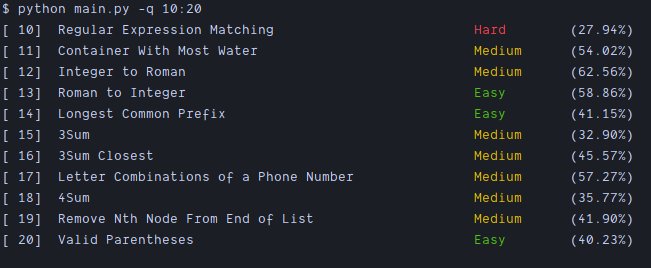 $ python main.py -q 10:20
[ 10] Regular Expression Matching Hard (27.94%)
[ 11] Container With Most Water Medium (54.02%)
[ 12] Integer to Roman Medium (62.56%)
[ 13] Roman to Integer Easy (58.86%)
[ 14] Longest Common Prefix Easy (41.15%)
[ 15] 3Sum Medium (32.90%)
[ 16] 3Sum Closest Medium (45.57%)
[ 17] Letter Combinations of a Phone Number Medium (57.27%)
[ 18] 4Sum Medium (35.77%)
[ 19] Remove Nth Node From End of List Medium (41.90%)
[ 20] Valid Parentheses Easy (40.23%)